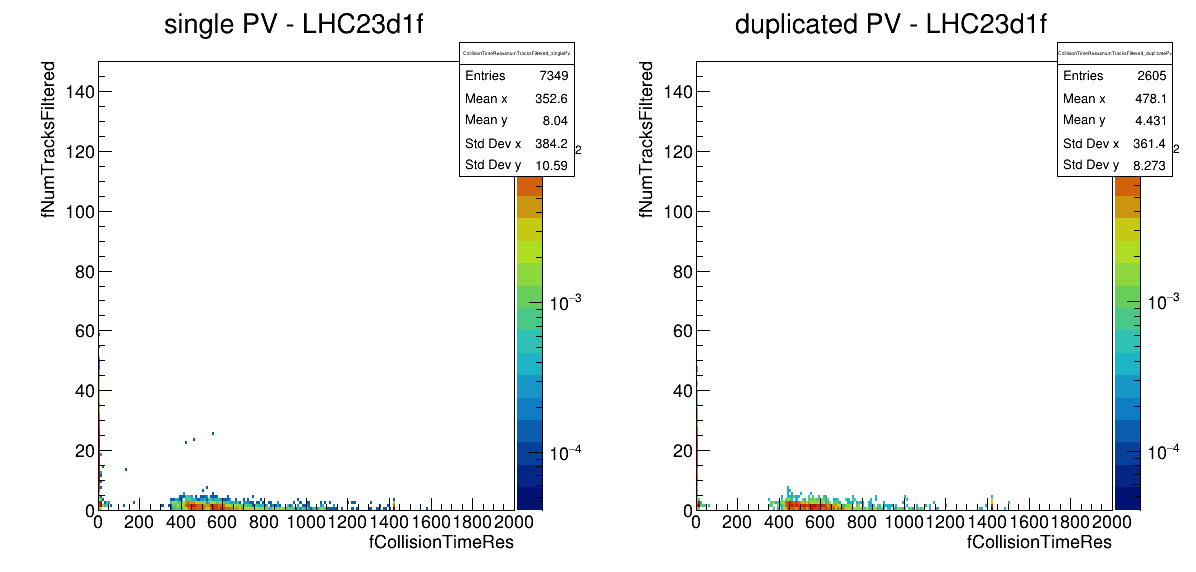 single PV - LHC23d1f
duplicated PV - LHC23d1f
Entries 7349
Mean x 352.6
Mean y 8.04
Std Dev x 384.2
Std Dev y 10.59
Entries 2605
Mean x 478.1
Mean y 4.431
Std Dev x 361.4
Std Dev y 8.273
fNumTracksFiltered
140
120
100
80
60
40
20
0
0 200 400 600 800 1000 1200 1400 1600 1800 2000
fCollisionTimeRes
2
10⁻³
10⁻⁴
fNumTracksFiltered
140
120
100
80
60
40
20
0
0 200 400 600 800 1000 1200 1400 1600 1800 2000
fCollisionTimeRes
2
10⁻³
10⁻⁴